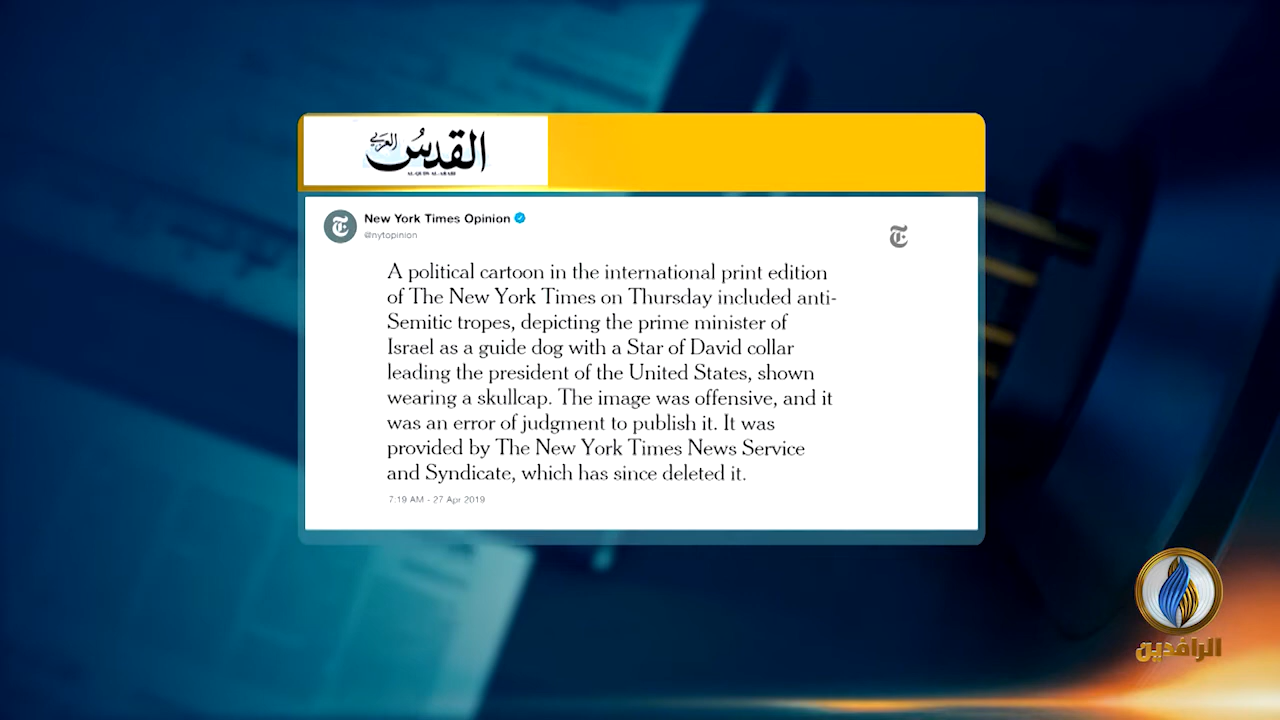 القدس العربي
AL-QUDS AL-ARABI
New York Times Opinion
@nytopinion
A political cartoon in the international print edition
of The New York Times on Thursday included anti-
Semitic tropes, depicting the prime minister of
Israel as a guide dog with a Star of David collar
leading the president of the United States, shown
wearing a skullcap. The image was offensive, and it
was an error of judgment to publish it. It was
provided by The New York Times News Service
and Syndicate, which has since deleted it.
7:19 AM - 27 Apr 2019
الرافدين